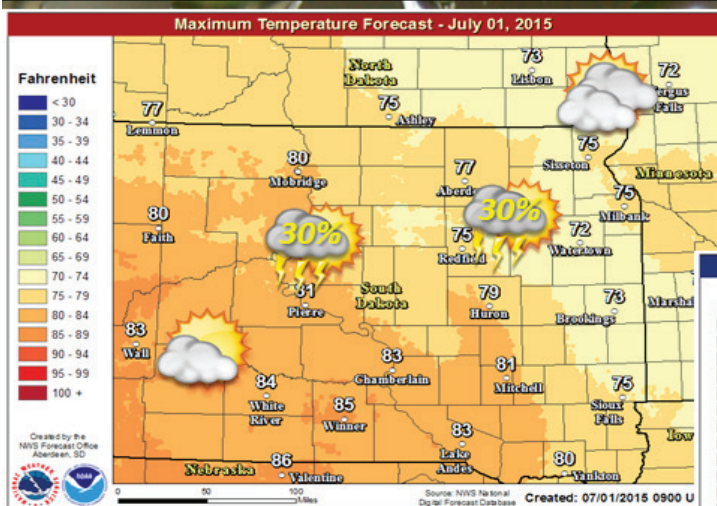 Maximum Temperature Forecast - July 01, 2015
Fahrenheit
< 30
30 - 34
35 - 39
40 - 44
45 - 49
50 - 54
55 - 59
60 - 64
65 - 69
70 - 74
75 - 79
80 - 84
85 - 89
90 - 94
95 - 99
100 +
Created by the
NWS Forecast Office
Aberdeen, SD
North
Dakota
73
Lisbon
72
Falls
77
Lemmon
75
Ashley
75
Sisseton
Minnesota
80
Mobridge
77
75
Milbank
80
Faith
30%
30%
75
Redfield
72
Watertown
81
Pierre
South
Dakota
79
Huron
73
Brookings
83
Wall
83
Chamberlain
81
Mitchell
84
White
River
85
Winner
75
Sioux
Falls
83
Lake
Andes
Nebraska
86
Valentine
80
Yankton
0 50 100
Miles
Source: NWS National
Digital Forecast Database
Created: 07/01/2015 0900 U